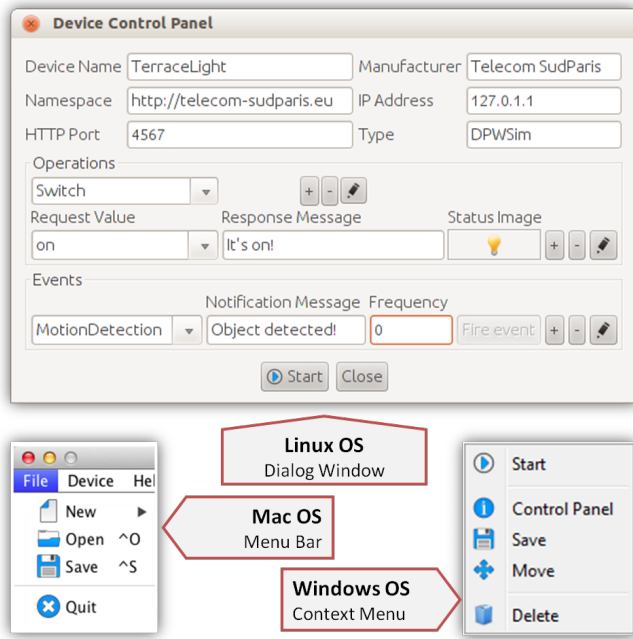 Device Control Panel
Device Name TerraceLight Manufacturer Telecom SudParis
Namespace http://telecom-sudparis.eu IP Address 127.0.1.1
HTTP Port 4567 Type DPWSim
Operations
Switch + -
Request Value Response Message Status Image
on It's on! + -
Events
Notification Message Frequency
MotionDetection Object detected! 0 Fire event + -
Start Close
Linux OS
Dialog Window
File Device Hel
New
Open ^O
Save ^S
Quit
Mac OS
Menu Bar
Windows OS
Context Menu
Start
Control Panel
Save
Move
Delete